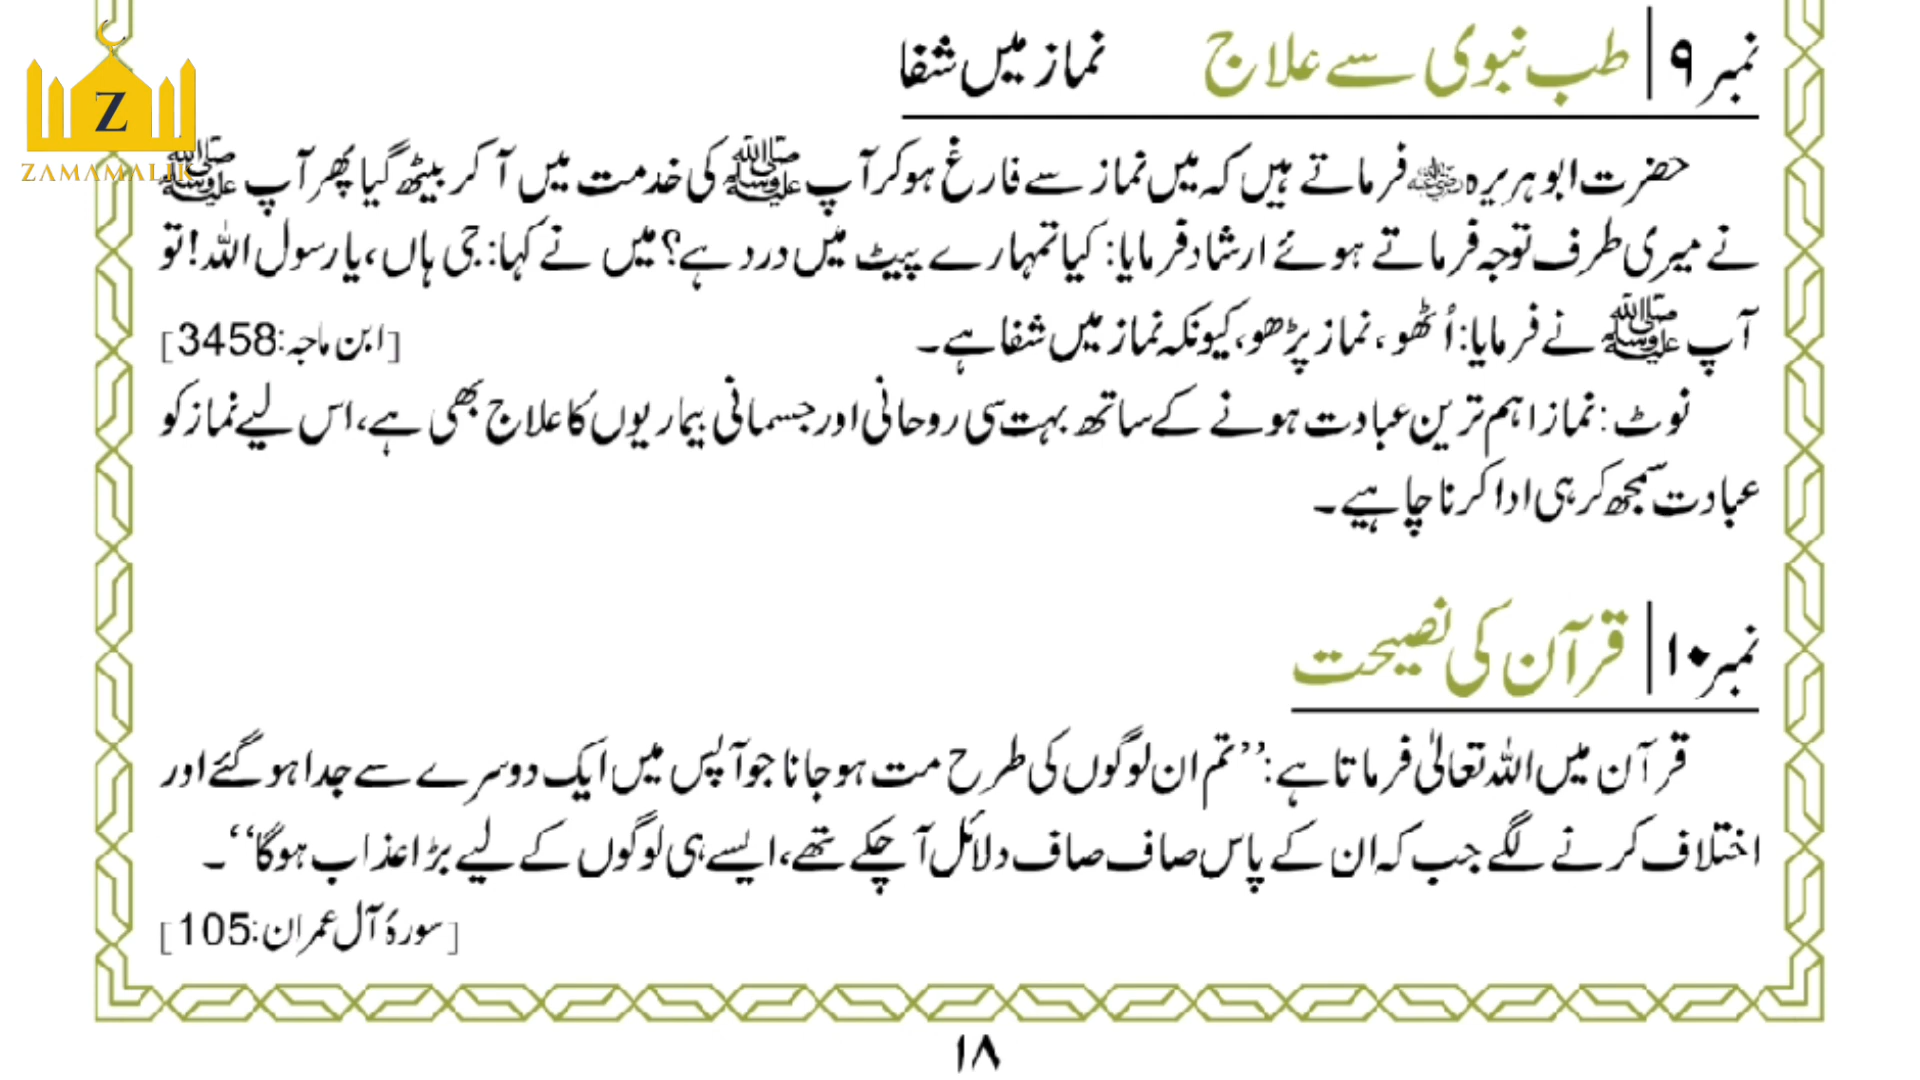 Z
ZAMAMALIK
نمبر ۹ | طب نبوی سے علاج نماز میں شفا
حضرت ابو ہریرہ رضی اللہ عنہ فرماتے ہیں کہ میں نماز سے فارغ ہو کر آپ ﷺ کی خدمت میں آ کر بیٹھ گیا پھر آپ ﷺ
نے میری طرف توجہ فرماتے ہوئے ارشاد فرمایا: کیا تمہارے پیٹ میں درد ہے؟ میں نے کہا: جی ہاں، یا رسول اللہ! تو
آپ ﷺ نے فرمایا: اُٹھو، نماز پڑھو، کیونکہ نماز میں شفا ہے۔ [ابن ماجہ:3458]
نوٹ: نماز اہم ترین عبادت ہونے کے ساتھ بہت سی روحانی اور جسمانی بیماریوں کا علاج بھی ہے، اس لیے نماز کو
عبادت سمجھ کر ہی ادا کرنا چاہیے۔
نمبر ۱۰ | قرآن کی نصیحت
قرآن میں اللہ تعالیٰ فرماتا ہے: ’’تم ان لوگوں کی طرح مت ہو جانا جو آپس میں ایک دوسرے سے جدا ہو گئے اور
اختلاف کرنے لگے جب کہ ان کے پاس صاف صاف دلائل آ چکے تھے، ایسے ہی لوگوں کے لیے بڑا عذاب ہوگا‘‘۔
[سورۂ آل عمران:105]
۱۸